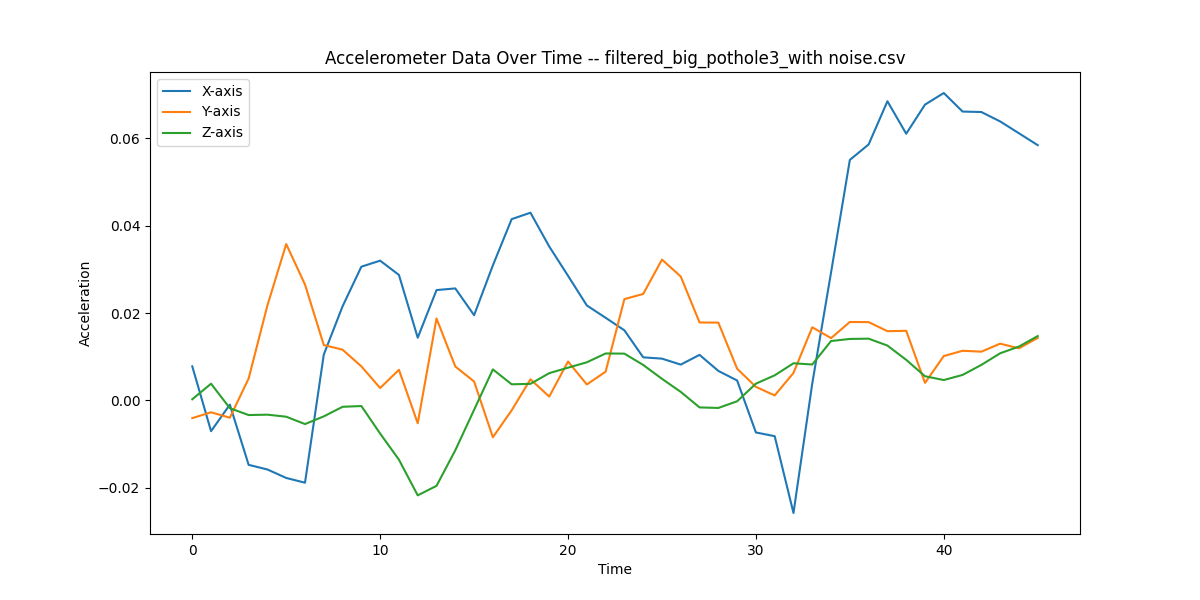 Accelerometer Data Over Time -- filtered_big_pothole3_with noise.csv
X-axis
Y-axis
Z-axis
0.06
0.04
0.02
0.00
−0.02
Acceleration
0
10
20
30
40
Time